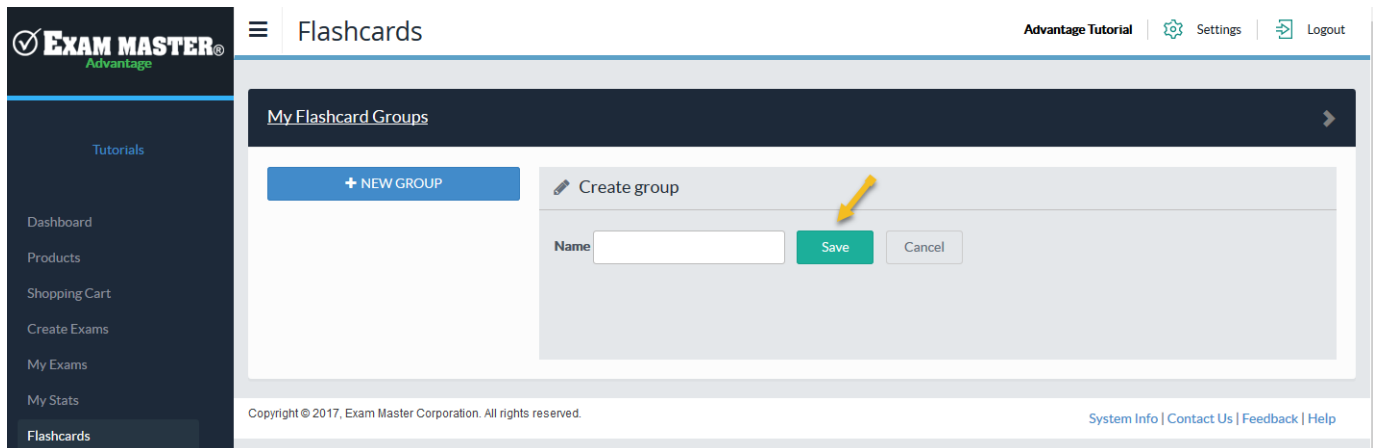 EXAM MASTER®
Advantage
Flashcards
Advantage Tutorial
Settings
Logout
Tutorials
Dashboard
Products
Shopping Cart
Create Exams
My Exams
My Stats
Flashcards
My Flashcard Groups
+ NEW GROUP
Create group
Name
Save
Cancel
Copyright © 2017, Exam Master Corporation. All rights reserved.
System Info | Contact Us | Feedback | Help